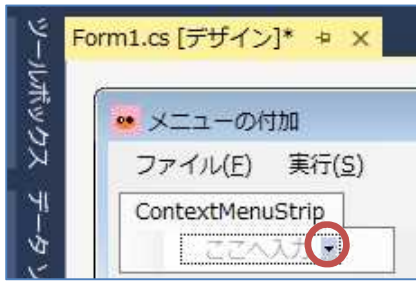 ツールボックス
データソ
Form1.cs [デザイン]*
メニューの付加
ファイル(F) 実行(S)
ContextMenuStrip
ここへ入力